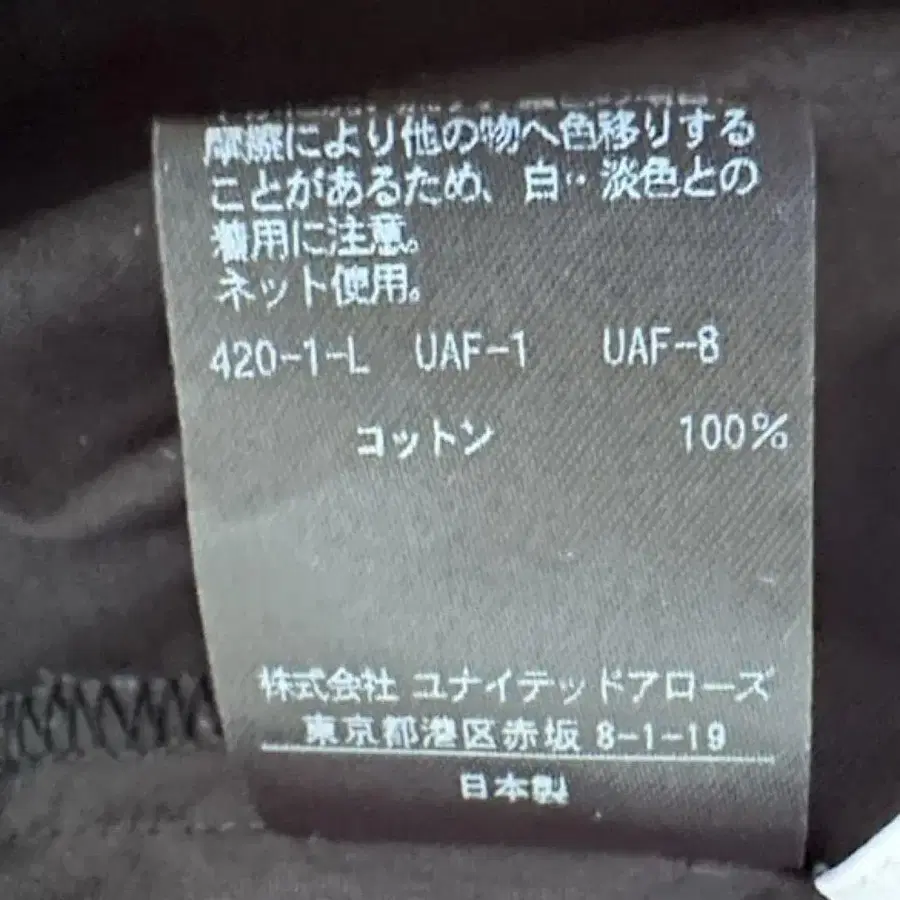 摩擦により他の物へ色移りする
ことがあるため、白・淡色との
着用に注意。
ネット使用。
420-1-L UAF-1 UAF-8
コットン 100%
株式会社 ユナイテッドアローズ
東京都港区赤坂 8-1-19
日本製